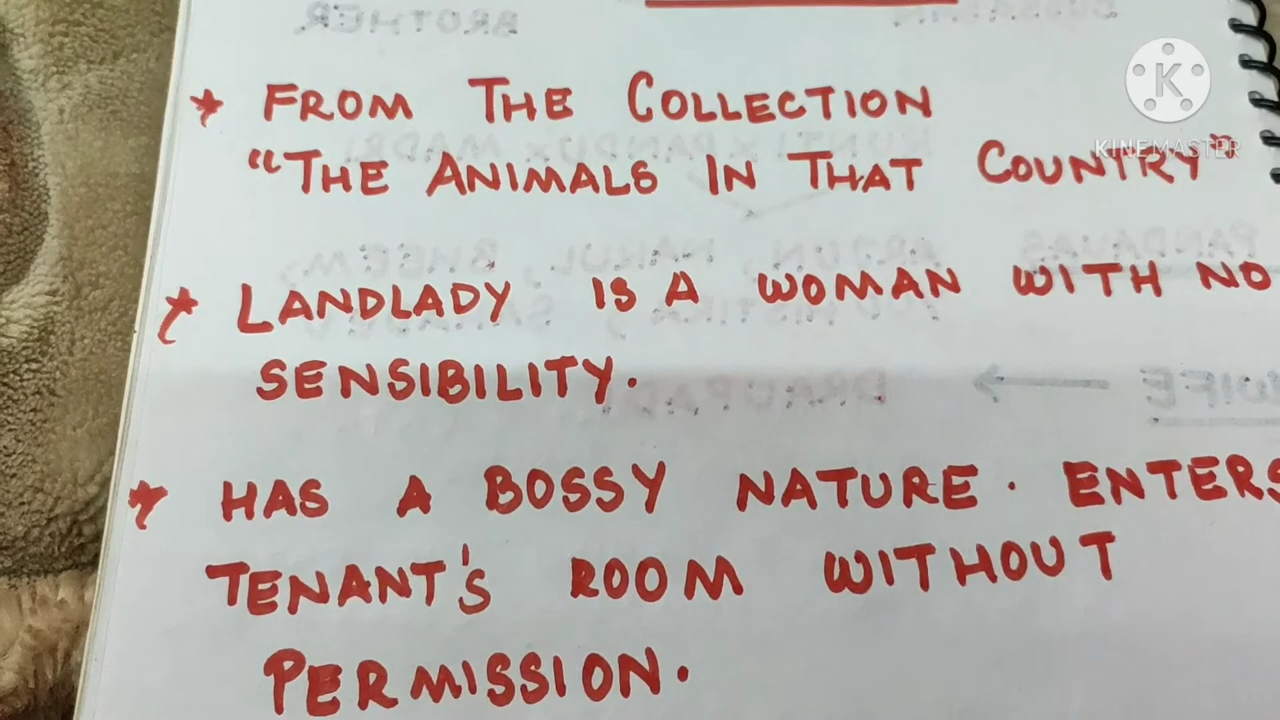 * FROM THE COLLECTION
"THE ANIMALS IN THAT COUNTRY"
* LANDLADY IS A WOMAN WITH NO
SENSIBILITY.
* HAS A BOSSY NATURE. ENTERS
TENANT'S ROOM WITHOUT
PERMISSION.
K
KINEMASTER